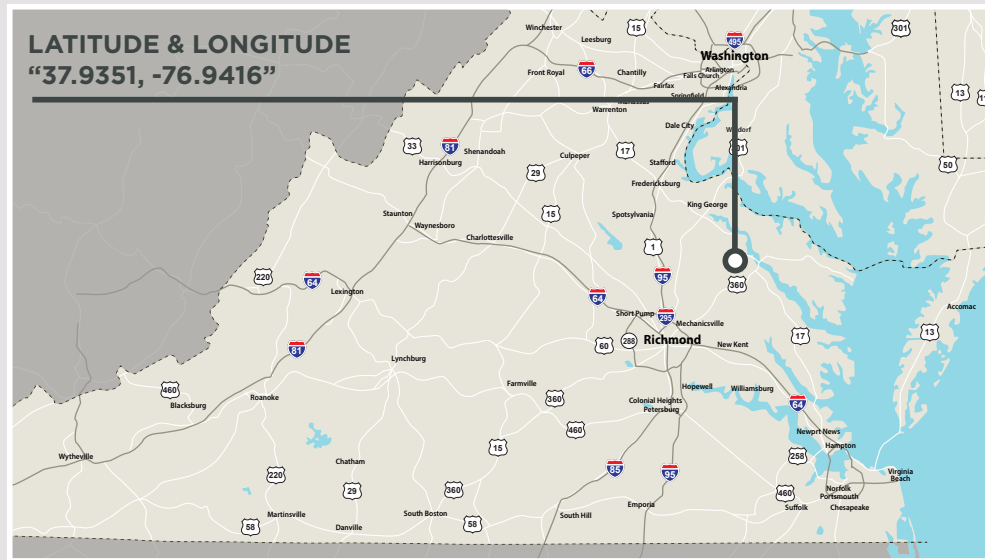 LATITUDE & LONGITUDE
“37.9351, -76.9416”
Winchester
15
Leesburg
495
301
Washington
Arlington
Falls Church
Front Royal
66
Chantilly
Fairfax
Alexandria
Springfield
13
Manassas
Warrenton
Dale City
Waldorf
301
33
81
Harrisonburg
Shenandoah
17
Culpeper
29
Stafford
50
Fredericksburg
King George
Staunton
Waynesboro
15
Spotsylvania
Charlottesville
1
220
64
Lexington
95
64
360
Short Pump
295
Mechanicsville
Accomac
13
17
81
60
288
Richmond
New Kent
Lynchburg
460
Blacksburg
Roanoke
Farmville
360
Hopewell
Williamsburg
Colonial Heights
Petersburg
64
460
Newprt News
Hampton
15
258
Wytheville
Chatham
220
29
85
95
Virginia
Beach
360
460
Norfolk
Portsmouth
Suffolk
Chesapeake
Emporia
Martinsville
South Boston
58
South Hill
58
Danville